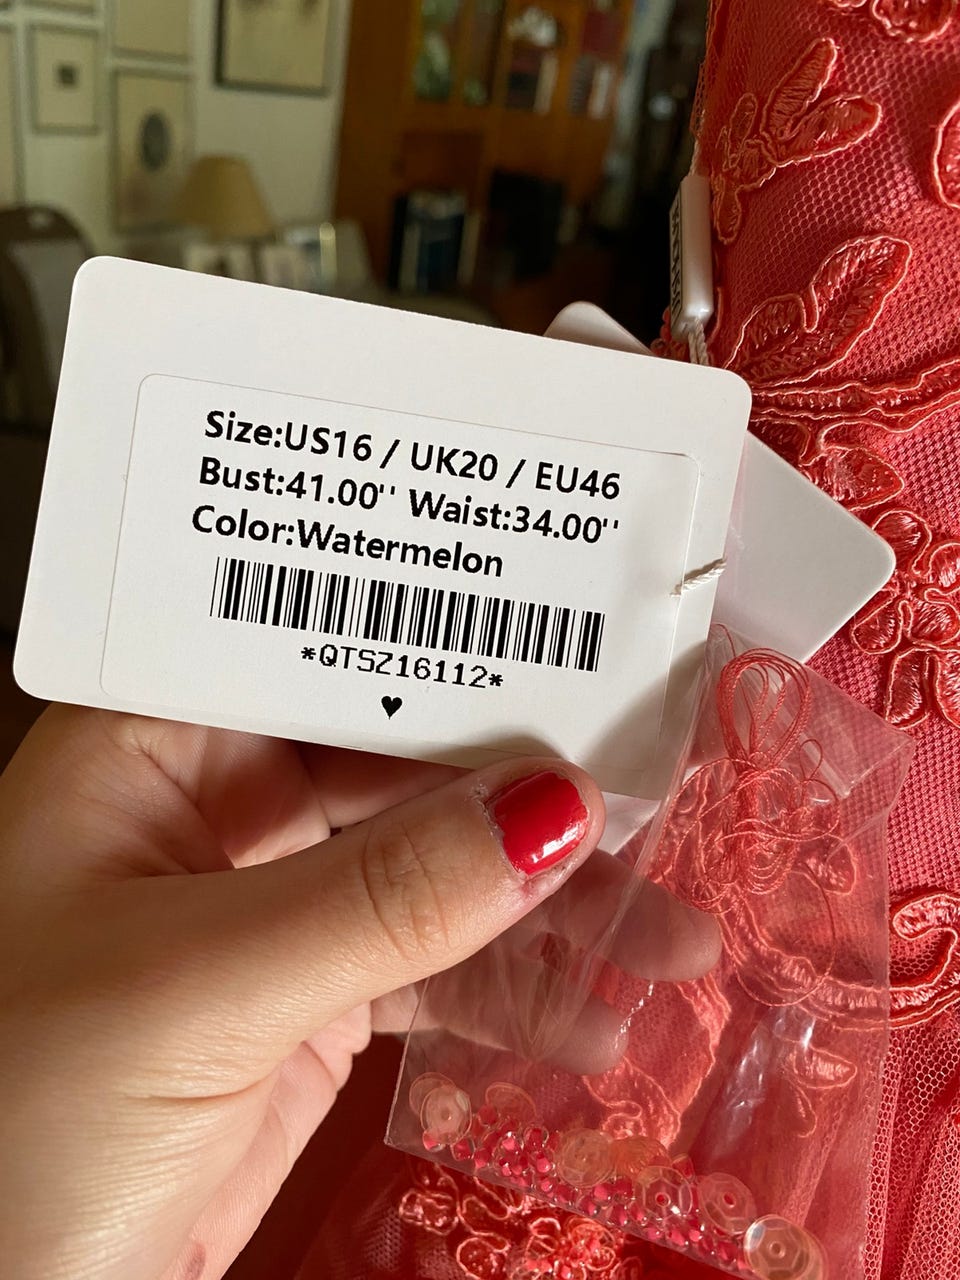 Size:US16 / UK20 / EU46
Bust:41.00'' Waist:34.00''
Color:Watermelon
*QTSZ16112*
♥